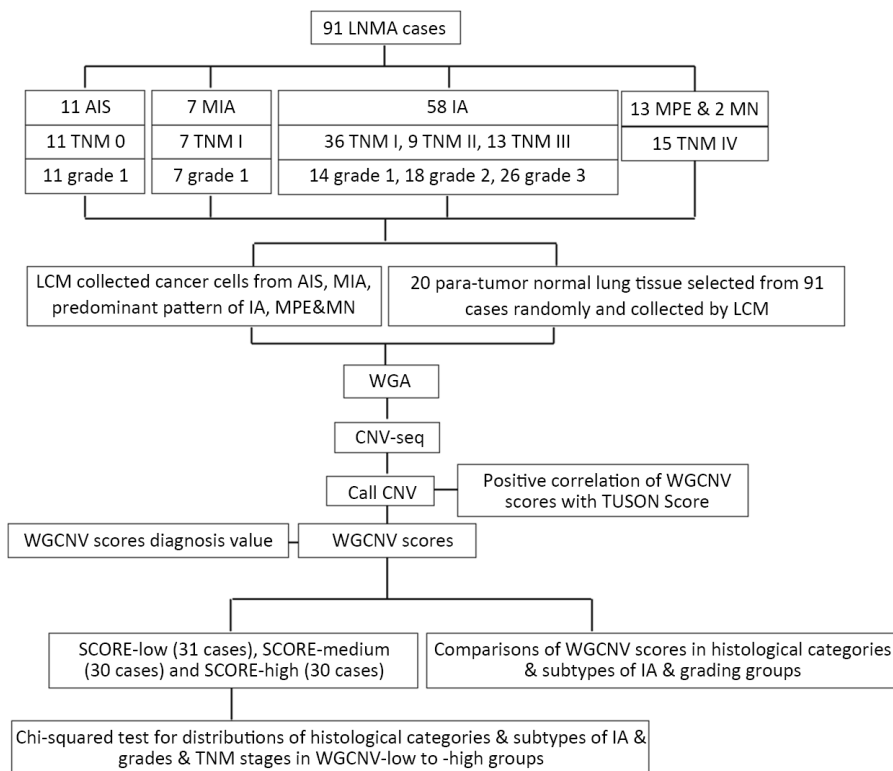 91 LNMA cases
11 AIS
11 TNM 0
11 grade 1
7 MIA
7 TNM I
7 grade 1
58 IA
36 TNM I, 9 TNM II, 13 TNM III
14 grade 1, 18 grade 2, 26 grade 3
13 MPE & 2 MN
15 TNM IV
LCM collected cancer cells from AIS, MIA,
predominant pattern of IA, MPE&MN
20 para-tumor normal lung tissue selected from 91
cases randomly and collected by LCM
WGA
CNV-seq
Call CNV
Positive correlation of WGCNV
scores with TUSON Score
WGCNV scores diagnosis value
WGCNV scores
SCORE-low (31 cases), SCORE-medium
(30 cases) and SCORE-high (30 cases)
Comparisons of WGCNV scores in histological categories
& subtypes of IA & grading groups
Chi-squared test for distributions of histological categories & subtypes of IA &
grades & TNM stages in WGCNV-low to -high groups